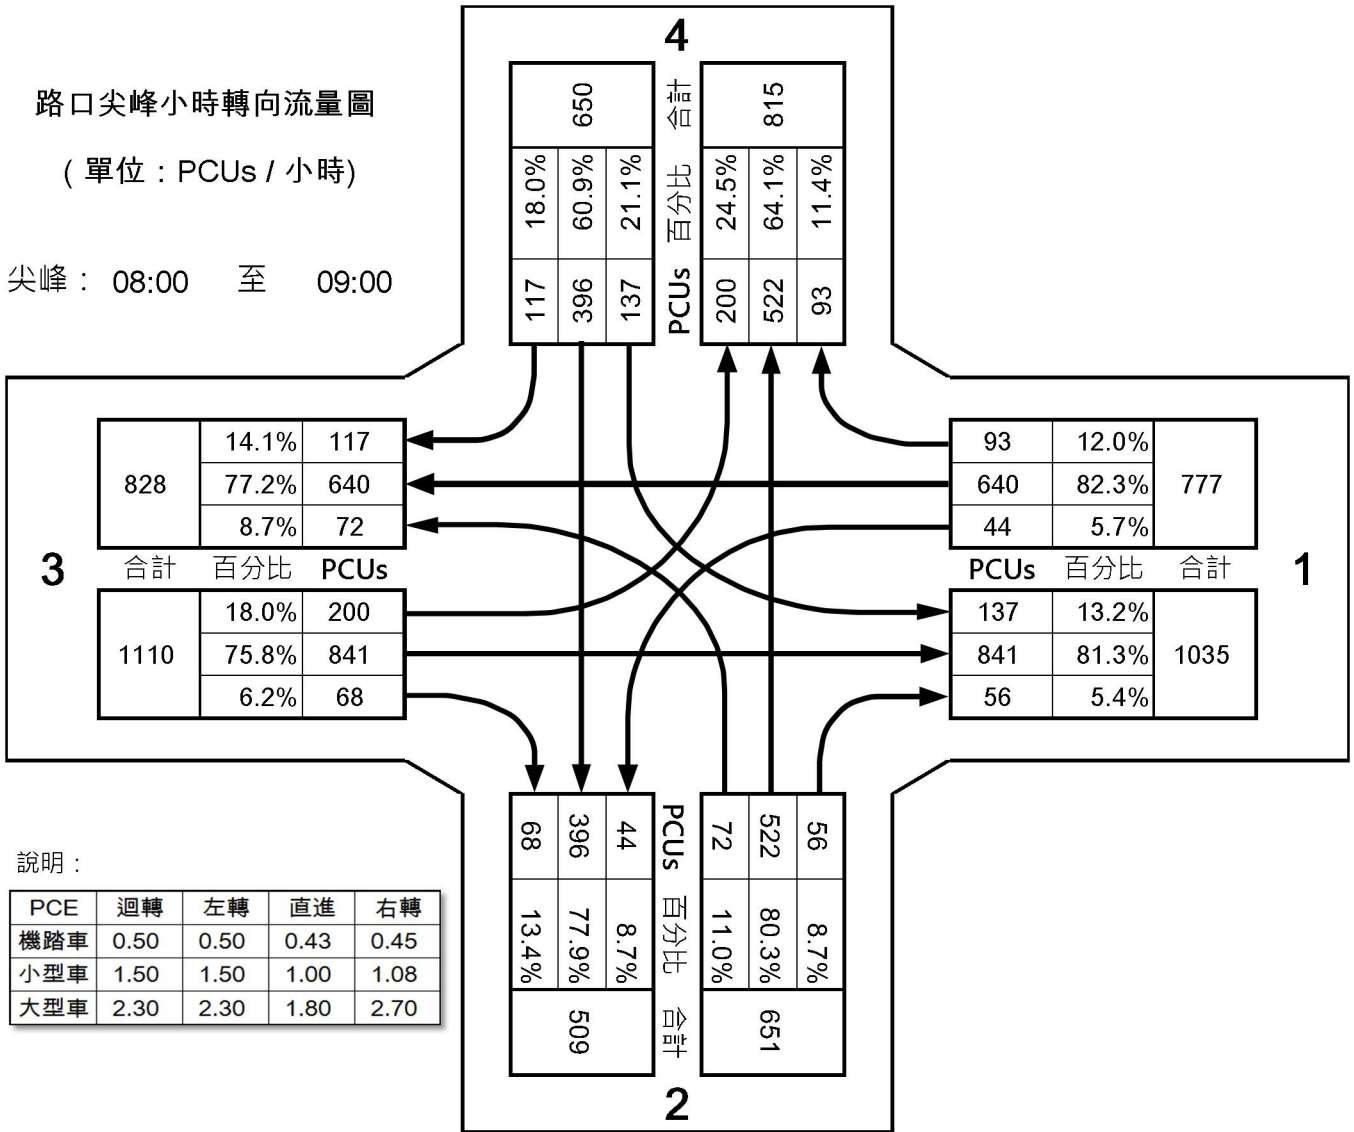 路口尖峰小時轉向流量圖
( 單位：PCUs / 小時)
尖峰： 08:00 至 09:00
4
650 合計 815
18.0% 60.9% 21.1% 百分比 24.5% 64.1% 11.4%
117 396 137 PCUs 200 522 93
14.1% 117
828 77.2% 640
8.7% 72
3 合計 百分比 PCUs
18.0% 200
1110 75.8% 841
6.2% 68
93 12.0%
640 82.3% 777
44 5.7%
PCUs 百分比 合計 1
137 13.2%
841 81.3% 1035
56 5.4%
68 396 44 PCUs 72 522 56
13.4% 77.9% 8.7% 百分比 11.0% 80.3% 8.7%
509 合計 651
2
說明：
PCE 迴轉 左轉 直進 右轉
機踏車 0.50 0.50 0.43 0.45
小型車 1.50 1.50 1.00 1.08
大型車 2.30 2.30 1.80 2.70